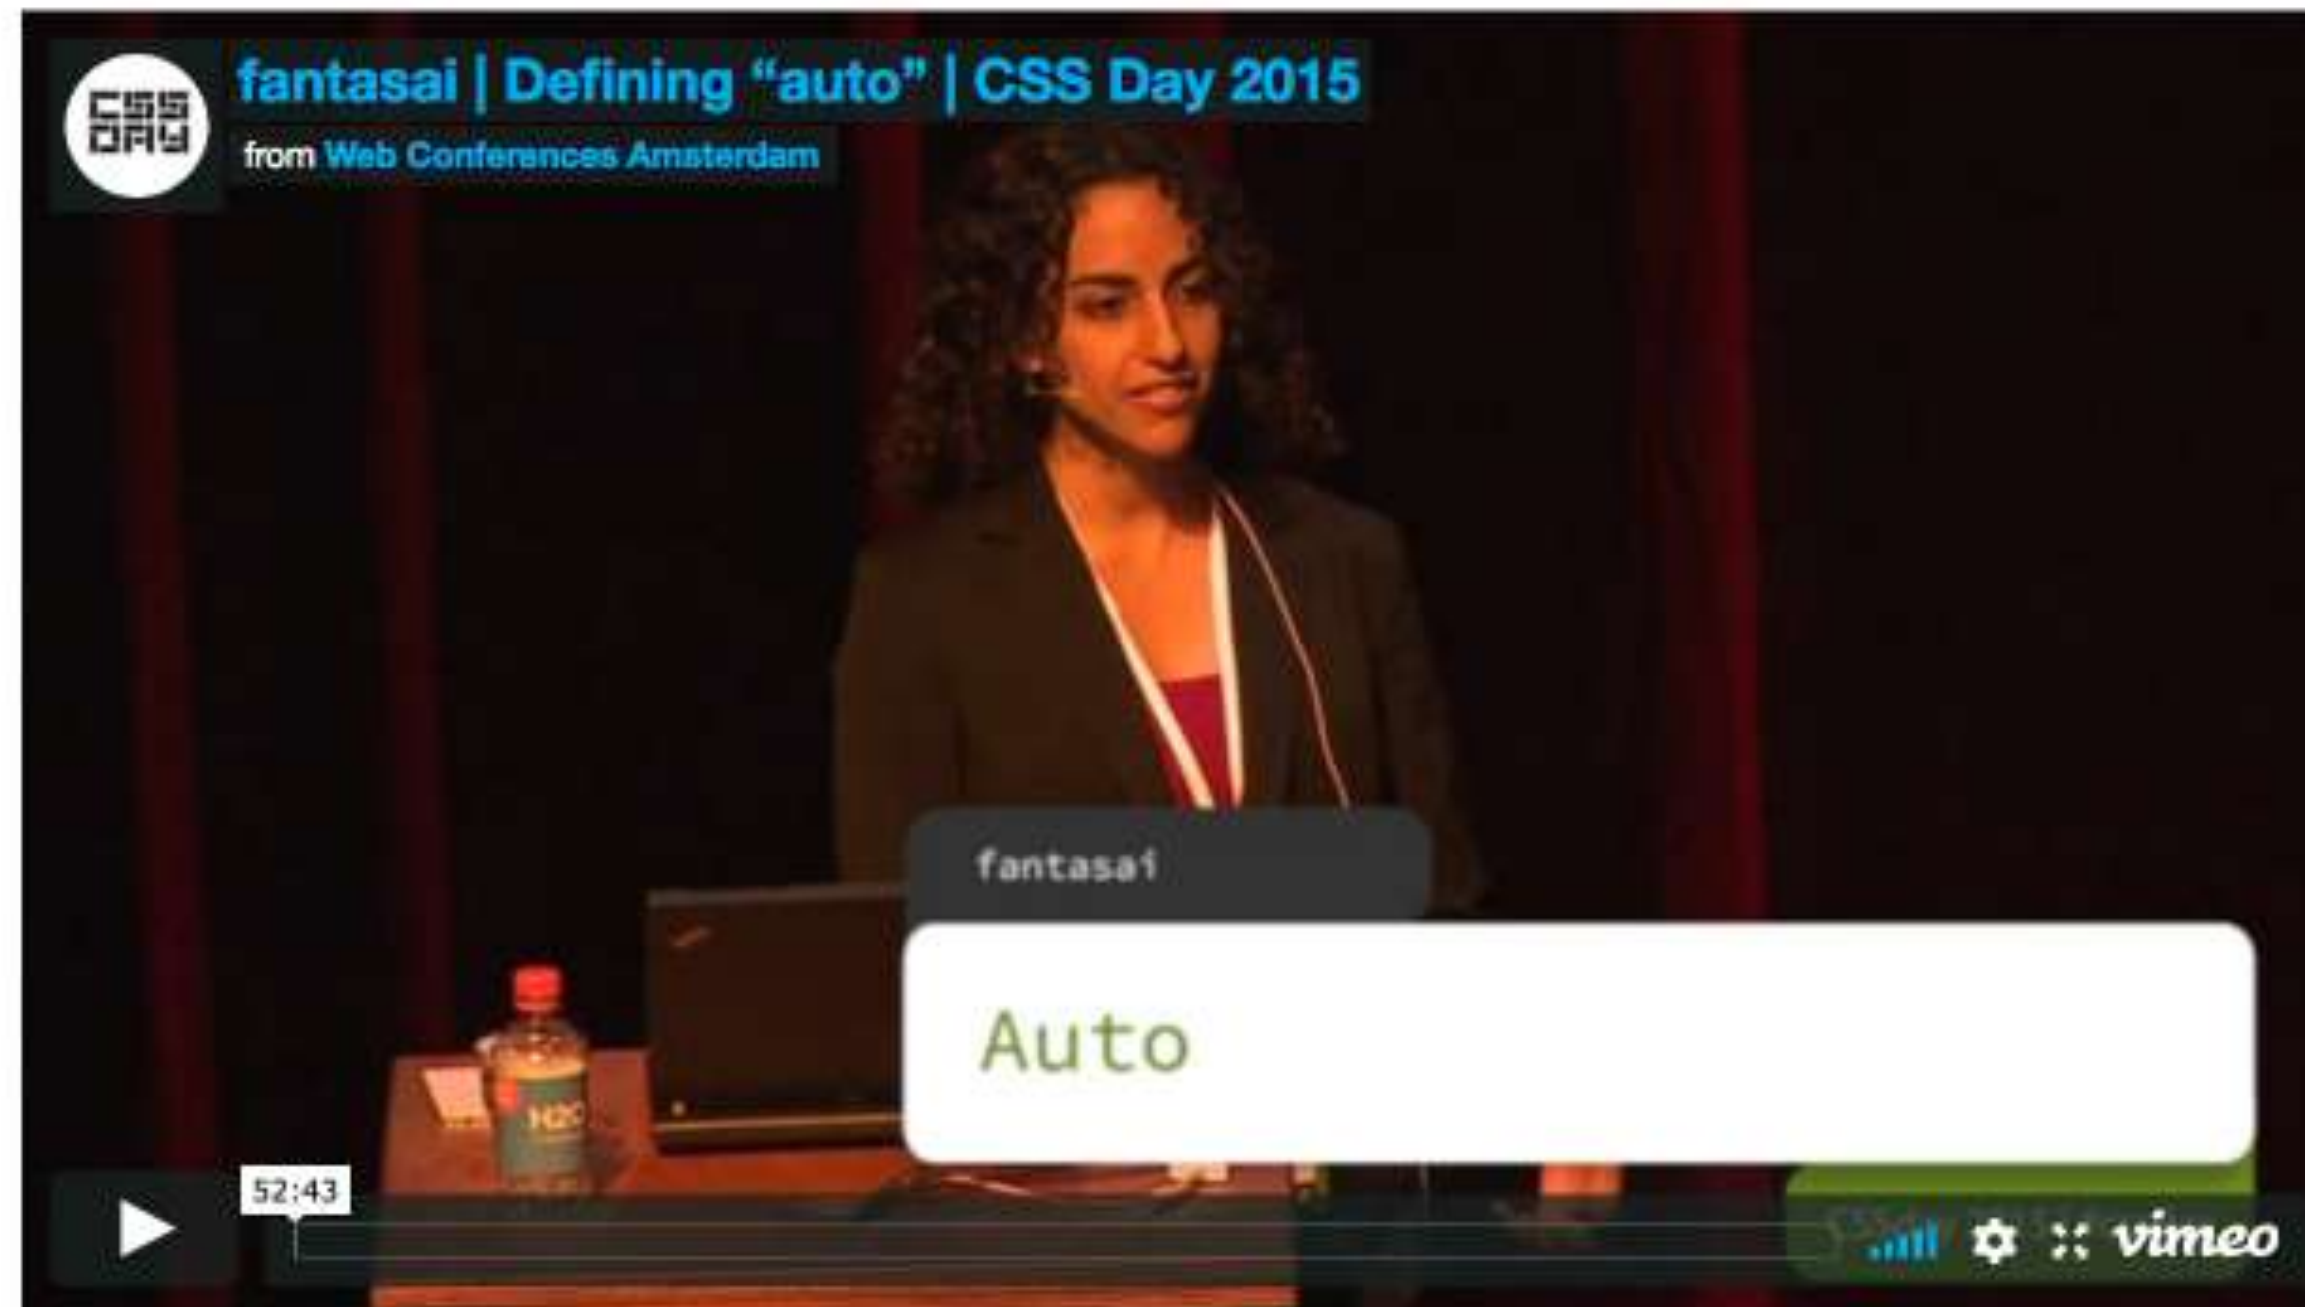 CSS
DAY
fantasai | Defining “auto” | CSS Day 2015
from Web Conferences Amsterdam
fantasai
Auto
52:43
vimeo